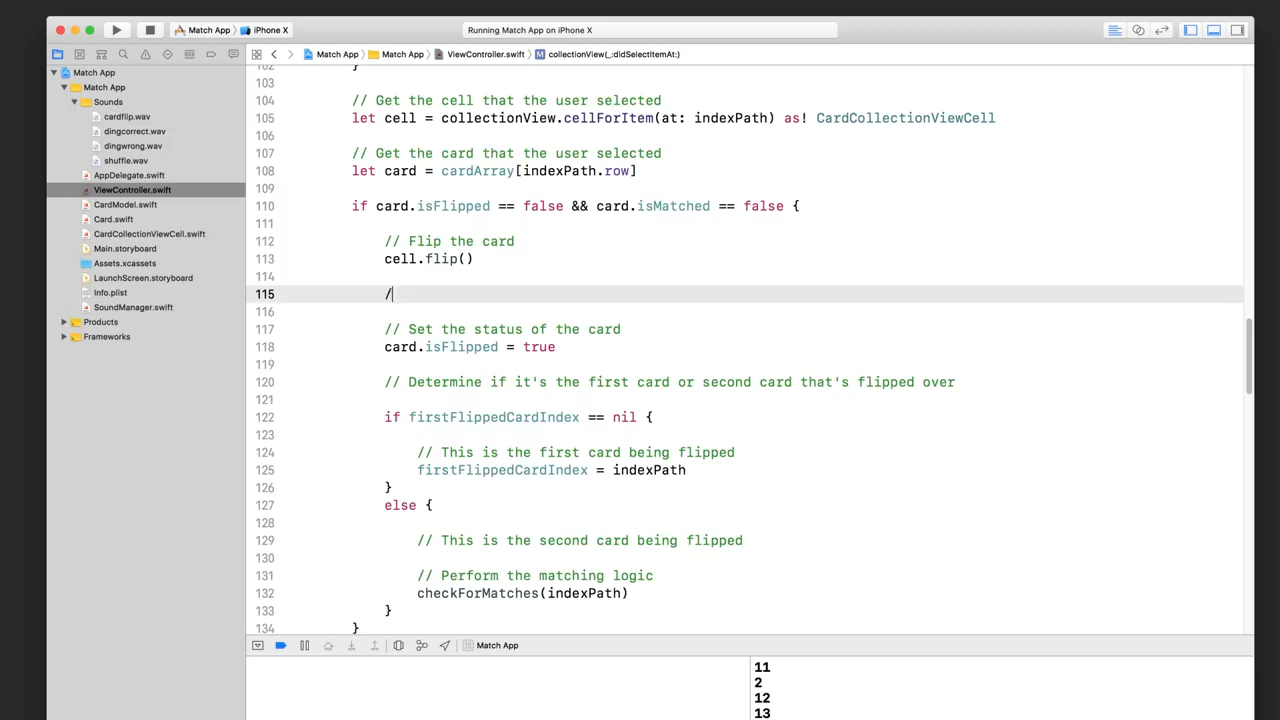 Match App
iPhone X
Running Match App on iPhone X
Match App
Match App
ViewController.swift
M
collectionView(_:didSelectItemAt:)
Match App
Match App
Sounds
cardflip.wav
dingcorrect.wav
dingwrong.wav
shuffle.wav
AppDelegate.swift
ViewController.swift
CardModel.swift
Card.swift
CardCollectionViewCell.swift
Main.storyboard
Assets.xcassets
LaunchScreen.storyboard
Info.plist
SoundManager.swift
Products
Frameworks
102 }
103
104 // Get the cell that the user selected
105 let cell = collectionView.cellForItem(at: indexPath) as! CardCollectionViewCell
106
107 // Get the card that the user selected
108 let card = cardArray[indexPath.row]
109
110 if card.isFlipped == false && card.isMatched == false {
111
112 // Flip the card
113 cell.flip()
114
115 /
116
117 // Set the status of the card
118 card.isFlipped = true
119
120 // Determine if it's the first card or second card that's flipped over
121
122 if firstFlippedCardIndex == nil {
123
124 // This is the first card being flipped
125 firstFlippedCardIndex = indexPath
126 }
127 else {
128
129 // This is the second card being flipped
130
131 // Perform the matching logic
132 checkForMatches(indexPath)
133 }
134 }
Match App
11
2
12
13